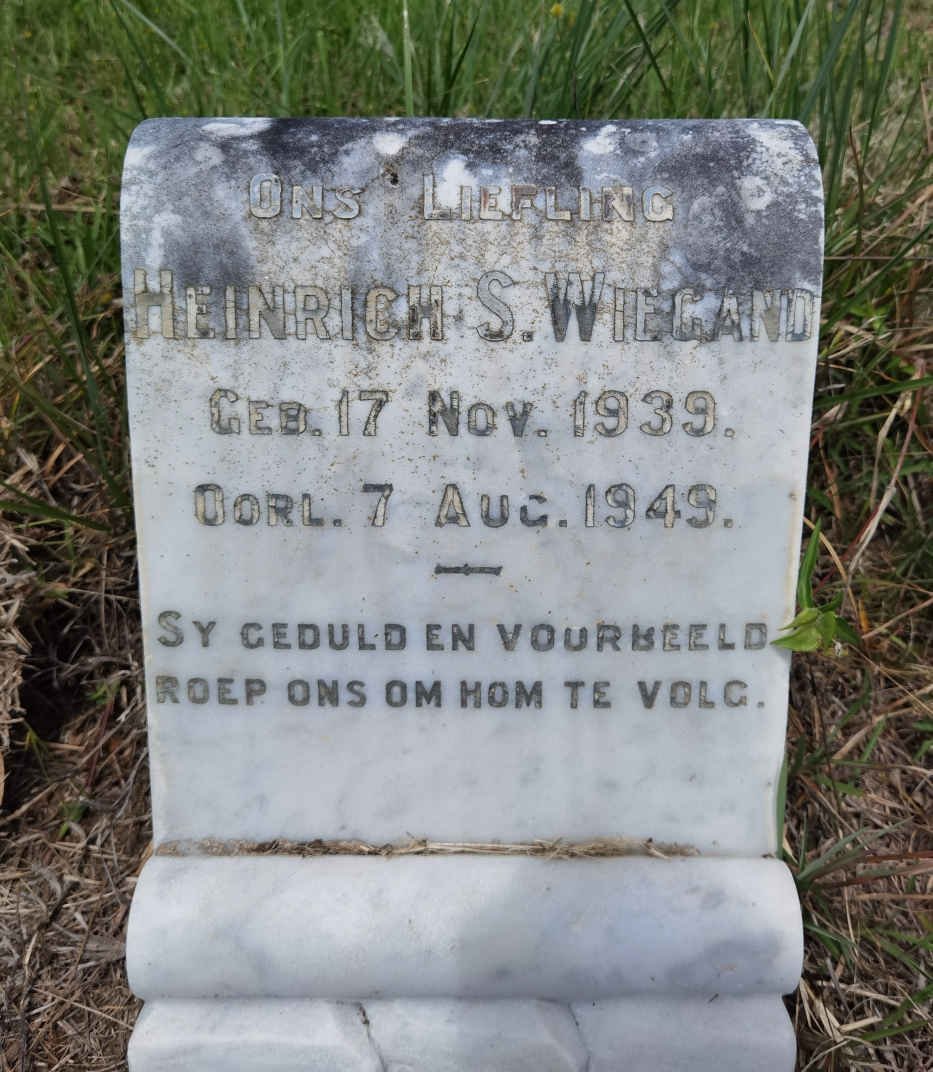 Ons Liefling
Heinrich S. Wiegand
Geb. 17 Nov. 1939.
Oorl. 7 Aug. 1949.
Sy geduld en voorbeeld
roep ons om hom te volg.